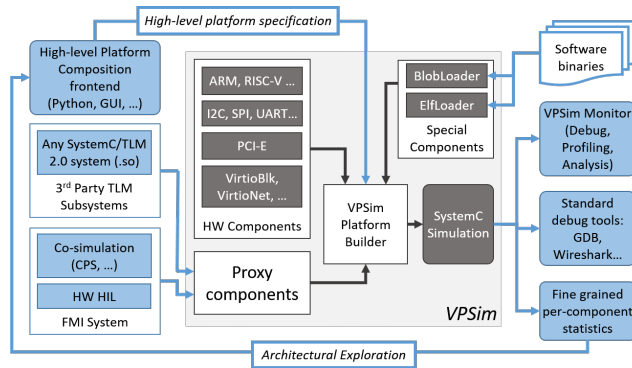 High-level platform specification
High-level Platform
Composition
frontend
(Python, GUI, …)
Any SystemC/TLM
2.0 system (.so)
3rd Party TLM
Subsystems
Co-simulation
(CPS, …)
HW HIL
FMI System
ARM, RISC-V …
I2C, SPI, UART…
PCI-E
VirtioBlk,
VirtioNet, …
HW Components
Proxy
components
BlobLoader
ElfLoader
Special
Components
VPSim
Platform
Builder
SystemC
Simulation
VPSim
Software
binaries
VPSim Monitor
(Debug,
Profiling,
Analysis)
Standard
debug tools:
GDB,
Wireshark…
Fine grained
per-component
statistics
Architectural Exploration